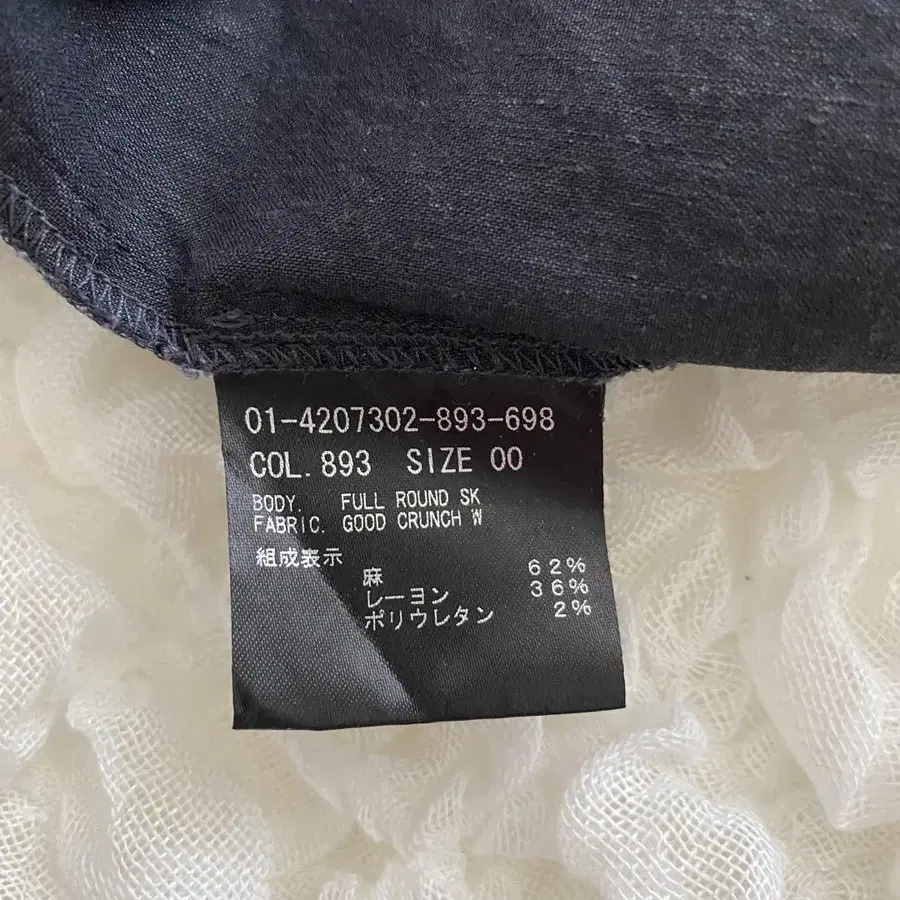 01-4207302-893-698
COL. 893 SIZE 00
BODY. FULL ROUND SK
FABRIC. GOOD CRUNCH W
組成表示
麻 62%
レーヨン 36%
ポリウレタン 2%